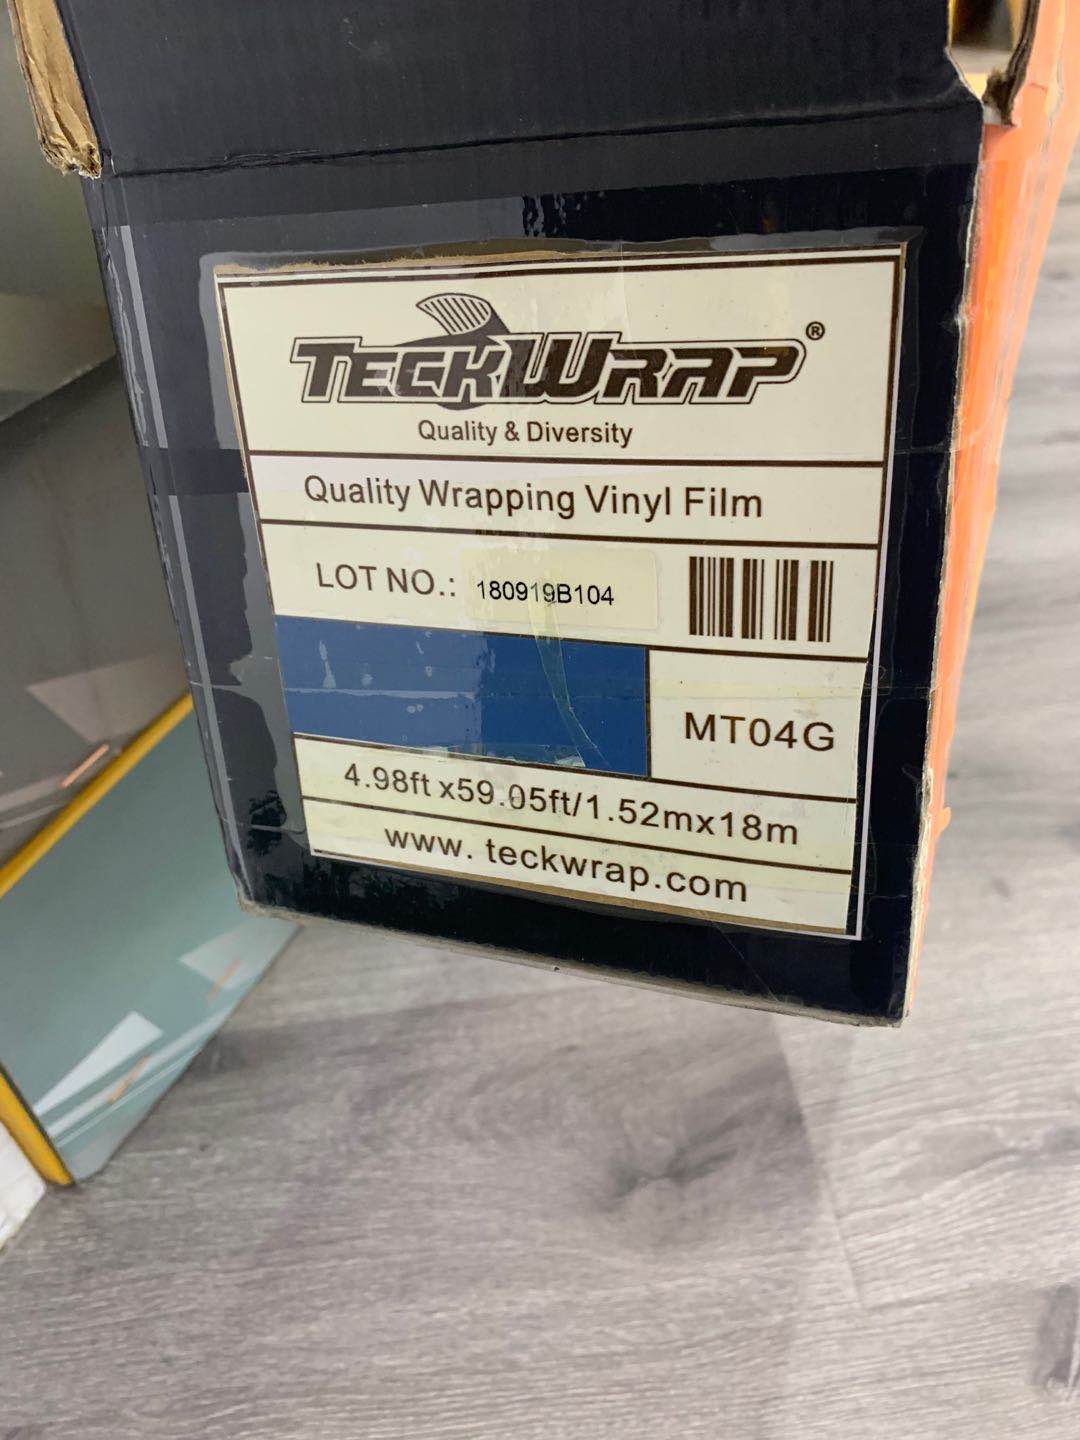 TECKWRAP®
Quality & Diversity
Quality Wrapping Vinyl Film
LOT NO.: 180919B104
MT04G
4.98ft x59.05ft/1.52mx18m
www. teckwrap.com